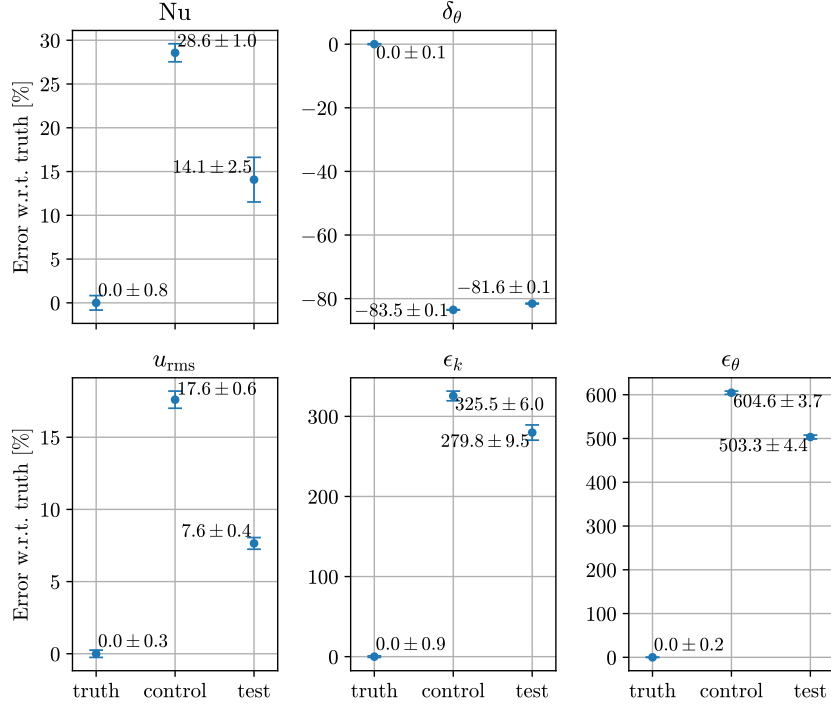 Nu
δθ
Error w.r.t. truth [%]
30
25
20
15
10
5
0
28.6 ± 1.0
14.1 ± 2.5
0.0 ± 0.8
0
−20
−40
−60
−80
0.0 ± 0.1
−83.5 ± 0.1
−81.6 ± 0.1
urms
ϵk
ϵθ
Error w.r.t. truth [%]
15
10
5
0
17.6 ± 0.6
7.6 ± 0.4
0.0 ± 0.3
truth control test
300
200
100
0
325.5 ± 6.0
279.8 ± 9.5
0.0 ± 0.9
truth control test
600
500
400
300
200
100
0
604.6 ± 3.7
503.3 ± 4.4
0.0 ± 0.2
truth control test